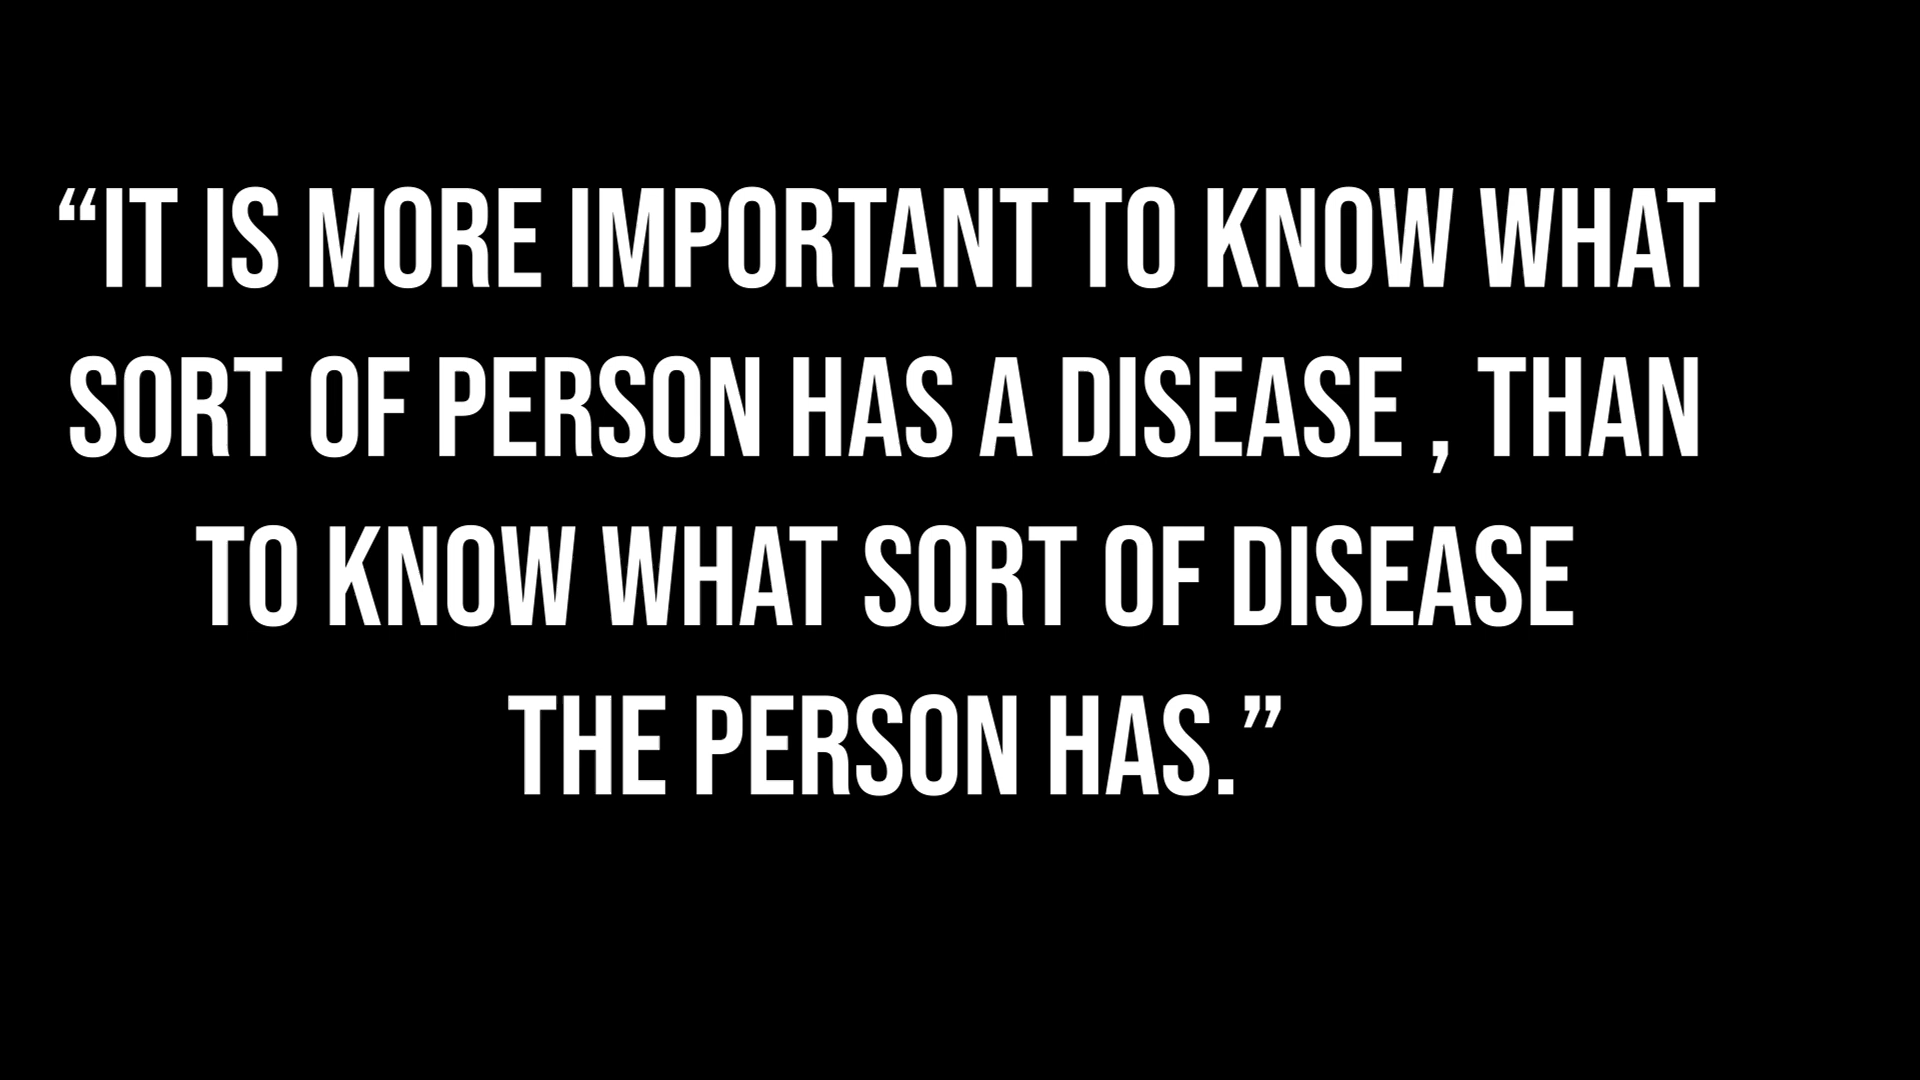 “IT IS MORE IMPORTANT TO KNOW WHAT
SORT OF PERSON HAS A DISEASE , THAN
TO KNOW WHAT SORT OF DISEASE
THE PERSON HAS.”